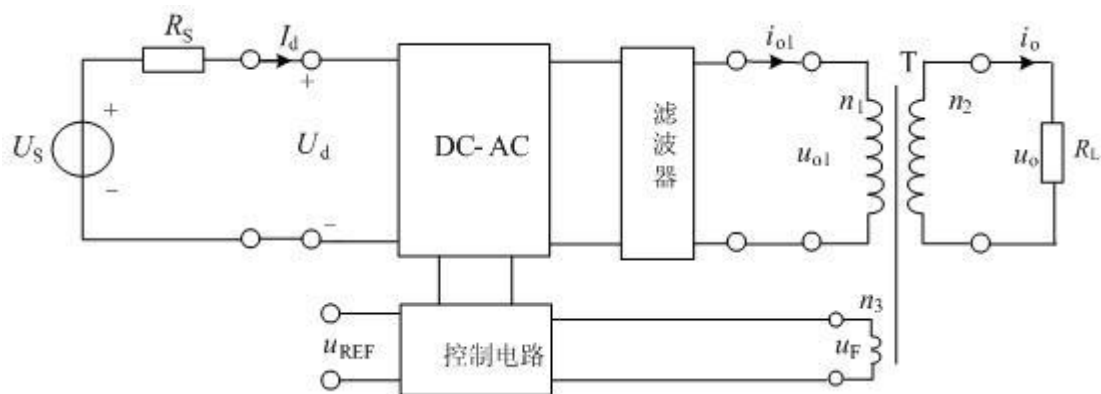 R_S
I_d
i_o1
T
i_o
+
+
U_S
U_d
DC-AC
滤波器
n_1
n_2
u_o1
u_o
R_L
−
−
n_3
u_REF
控制电路
u_F